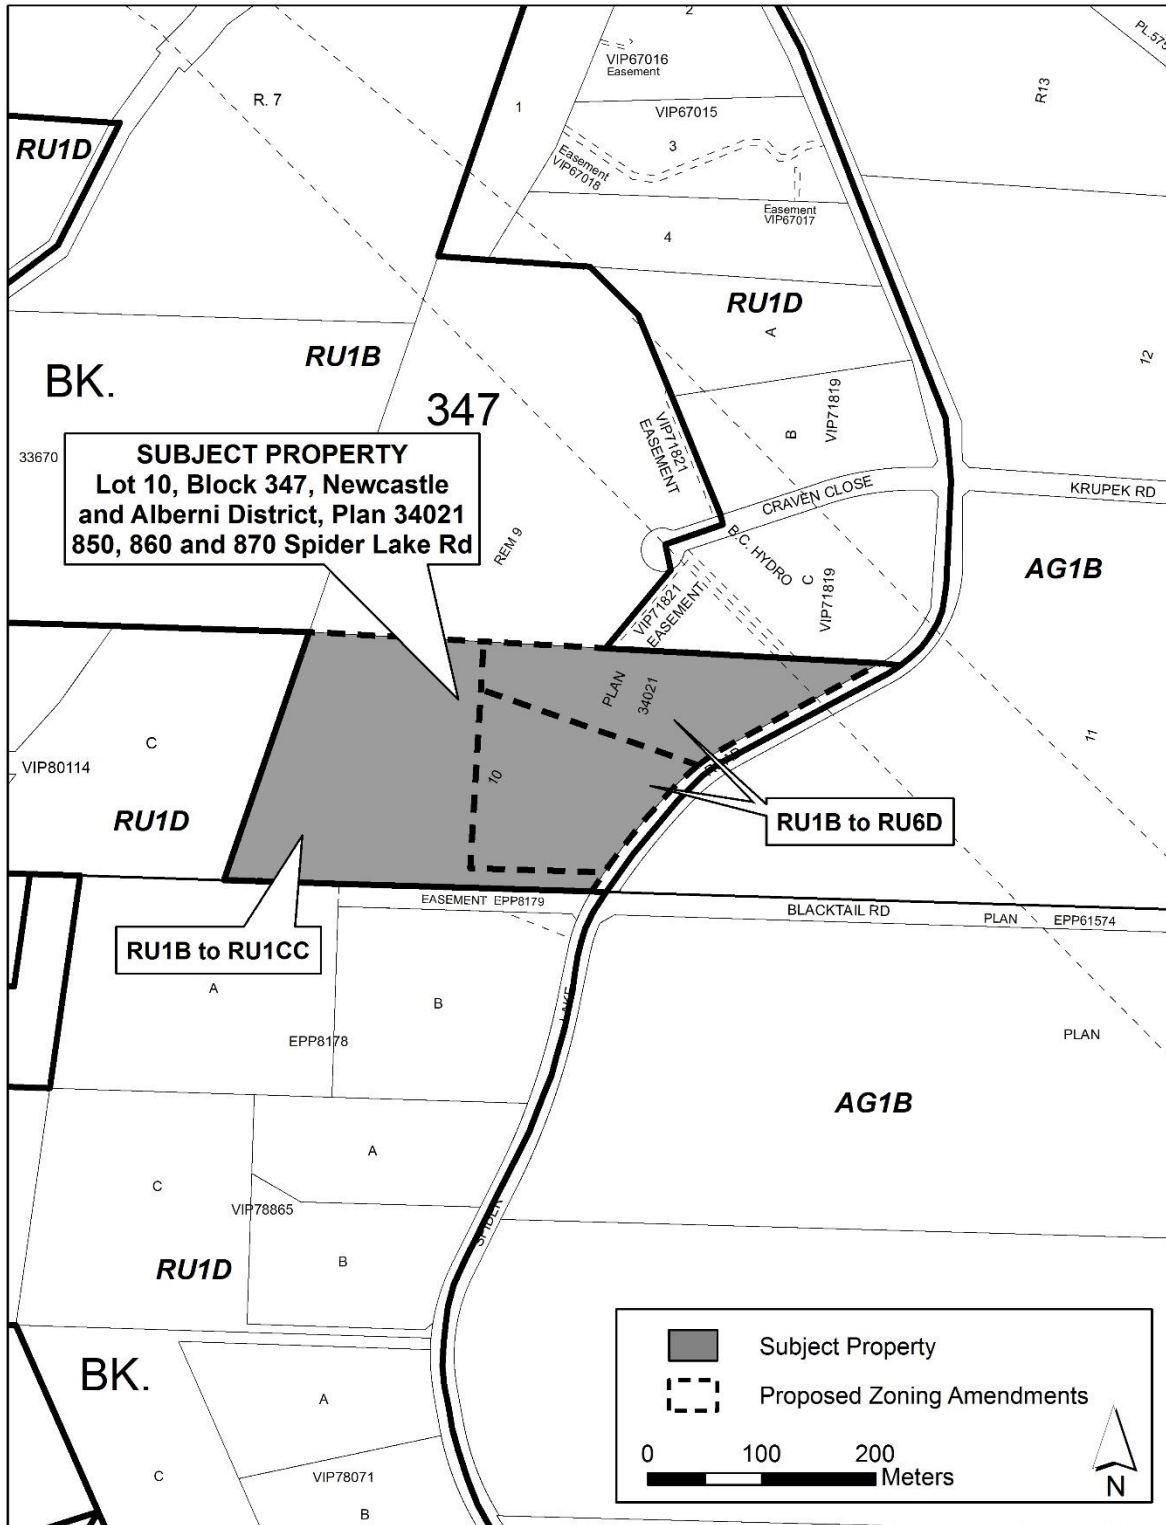 2
VIP67016
Easement
PL.575
R. 7
1
VIP67015
R13
RU1D
3
Easement
VIP67018
Easement
VIP67017
4
RU1D
A
RU1B
12
BK.
347
VIP71819
B
VIP71821
EASEMENT
33670
SUBJECT PROPERTY
Lot 10, Block 347, Newcastle
and Alberni District, Plan 34021
850, 860 and 870 Spider Lake Rd
CRAVEN CLOSE
KRUPEK RD
REM 9
B.C. HYDRO
C
VIP71819
AG1B
VIP71821
EASEMENT
PLAN
34021
C
11
VIP80114
10
RU1D
RU1B to RU6D
EASEMENT EPP8179
BLACKTAIL RD
PLAN EPP61574
RU1B to RU1CC
A
B
LAKE
EPP8178
PLAN
AG1B
A
C
VIP78865
SPIDER
B
RU1D
BK.
Subject Property
Proposed Zoning Amendments
A
0 100 200
Meters
N
C
VIP78071
B